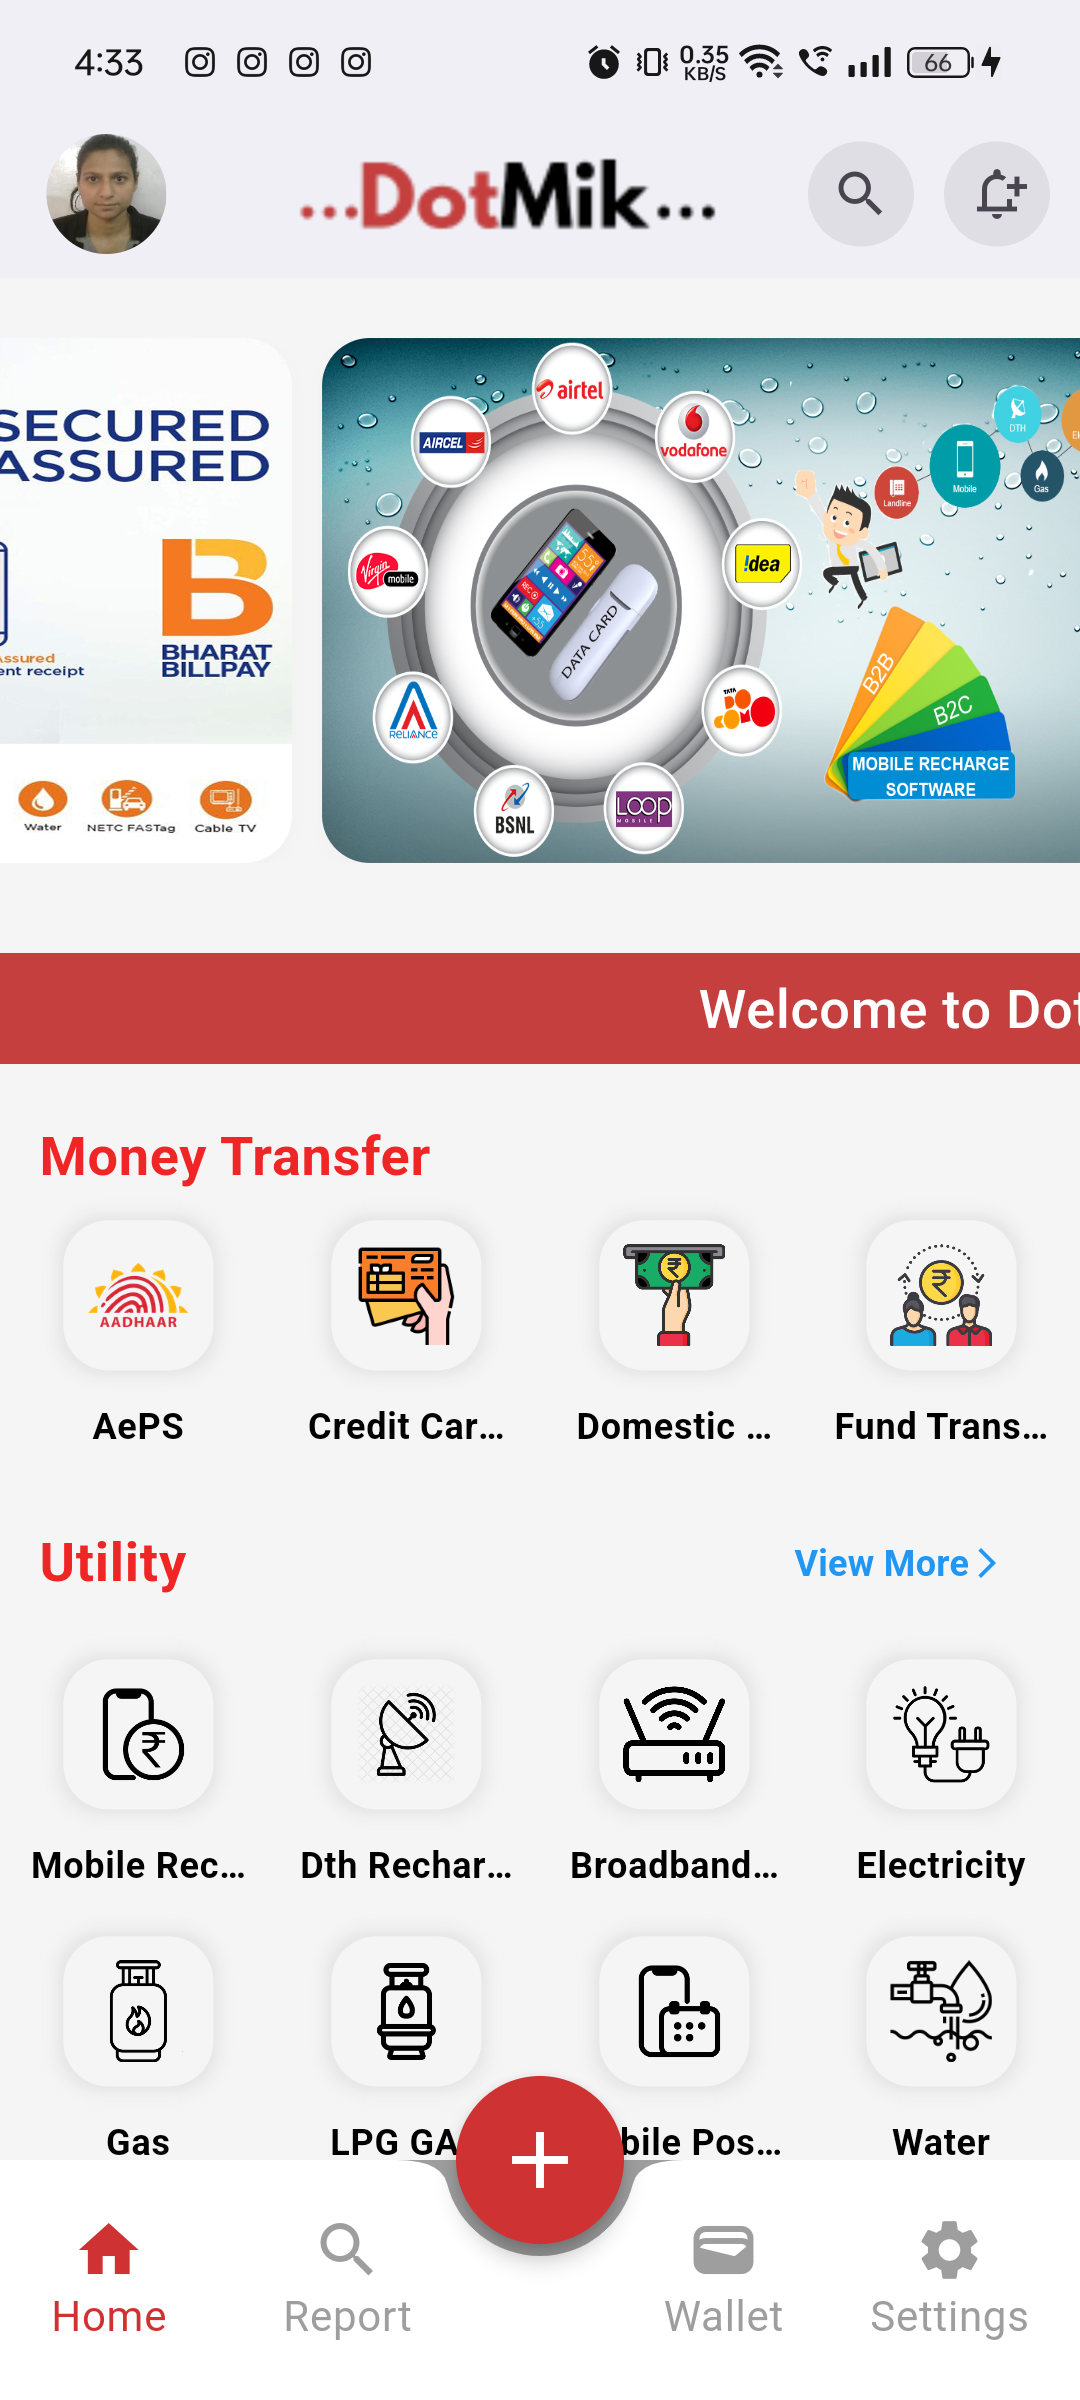 4:33
0.35
KB/S
66
...DotMik...
SECURED
ASSURED
Assured
ent receipt
BHARAT
BILLPAY
Water
NETC FASTag
Cable TV
airtel
AIRCEL
vodafone
Virgin
mobile
!dea
DATA CARD
RELIANCE
TATA
BSNL
LOOP
MOBILE
DTH
Mobile
Gas
Landline
B2B
B2C
MOBILE RECHARGE
SOFTWARE
Welcome to Dot
Money Transfer
AADHAAR
AePS
Credit Car...
Domestic ...
Fund Trans...
Utility
View More
Mobile Rec...
Dth Rechar...
Broadband...
Electricity
Gas
LPG GA
bile Pos...
Water
Home
Report
Wallet
Settings